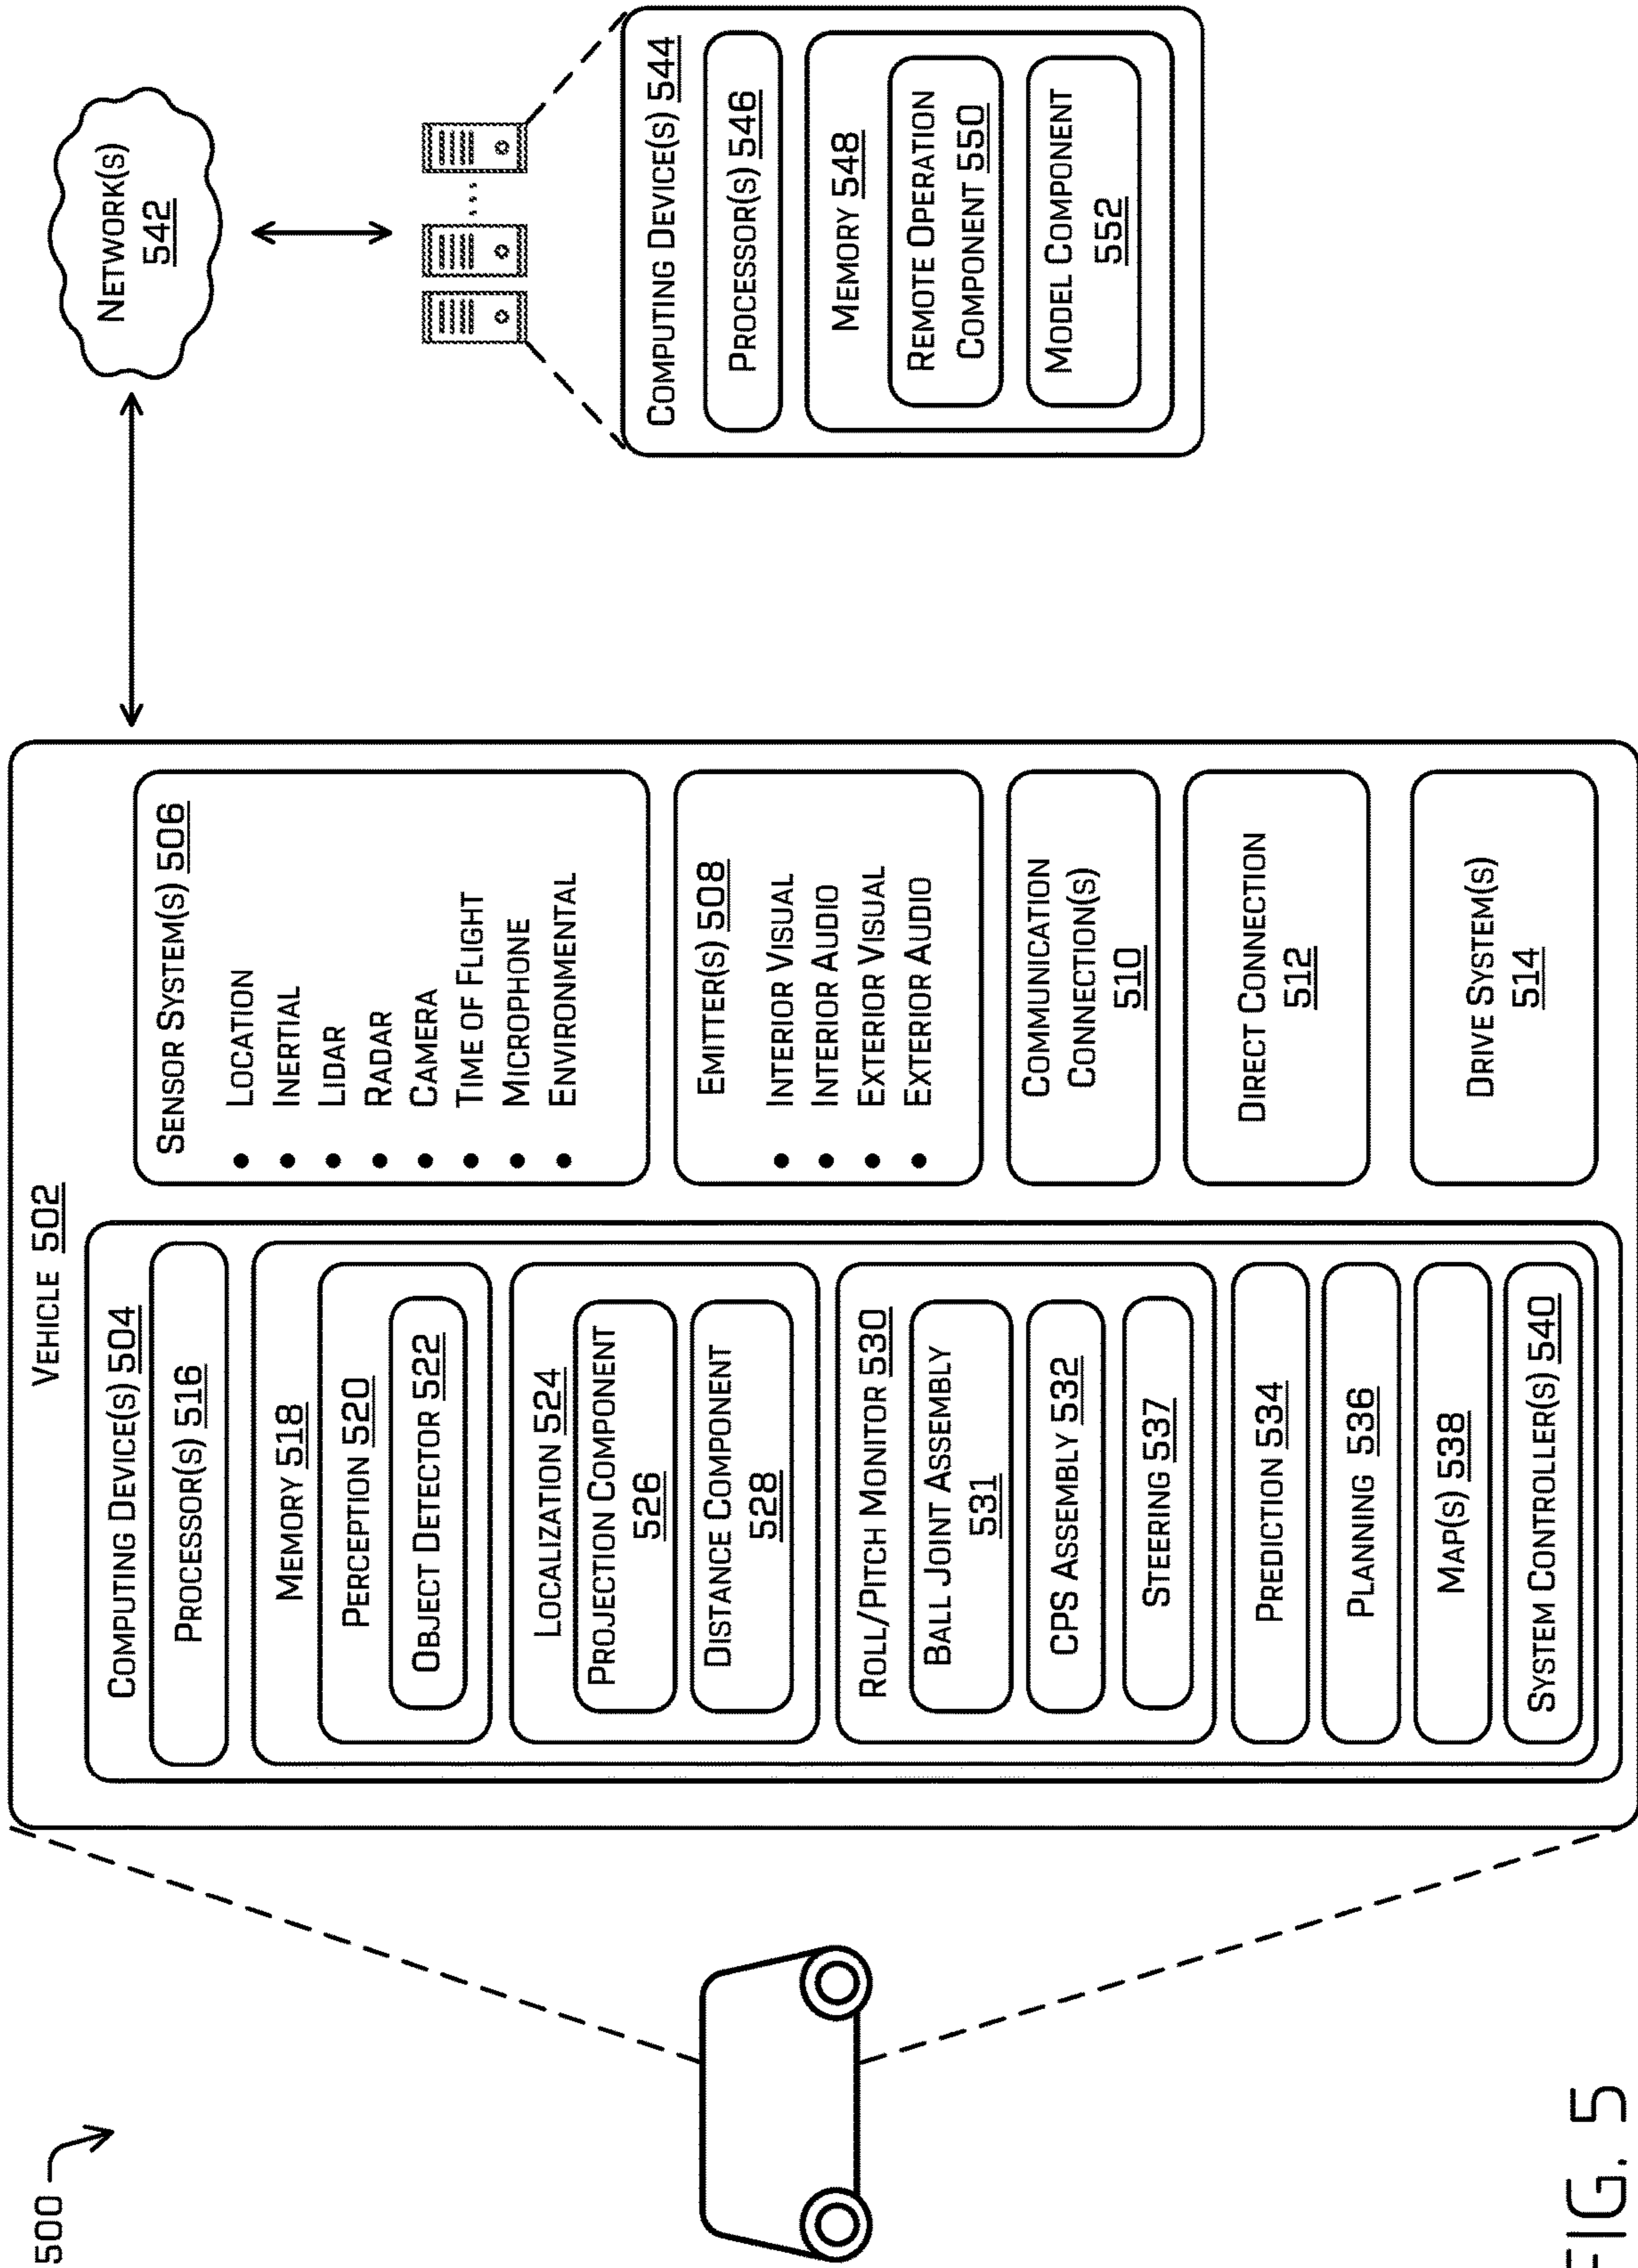 500
VEHICLE 502
COMPUTING DEVICE(S) 504
PROCESSOR(S) 516
MEMORY 518
PERCEPTION 520
OBJECT DETECTOR 522
LOCALIZATION 524
PROJECTION COMPONENT
526
DISTANCE COMPONENT
528
ROLL/PITCH MONITOR 530
BALL JOINT ASSEMBLY
531
CPS ASSEMBLY 532
STEERING 537
PREDICTION 534
PLANNING 536
MAP(S) 538
SYSTEM CONTROLLER(S) 540
SENSOR SYSTEM(S) 506
• LOCATION
• INERTIAL
• LIDAR
• RADAR
• CAMERA
• TIME OF FLIGHT
• MICROPHONE
• ENVIRONMENTAL
EMITTER(S) 508
• INTERIOR VISUAL
• INTERIOR AUDIO
• EXTERIOR VISUAL
• EXTERIOR AUDIO
COMMUNICATION
CONNECTION(S)
510
DIRECT CONNECTION
512
DRIVE SYSTEM(S)
514
NETWORK(S)
542
COMPUTING DEVICE(S) 544
PROCESSOR(S) 546
MEMORY 548
REMOTE OPERATION
COMPONENT 550
MODEL COMPONENT
552
FIG. 5